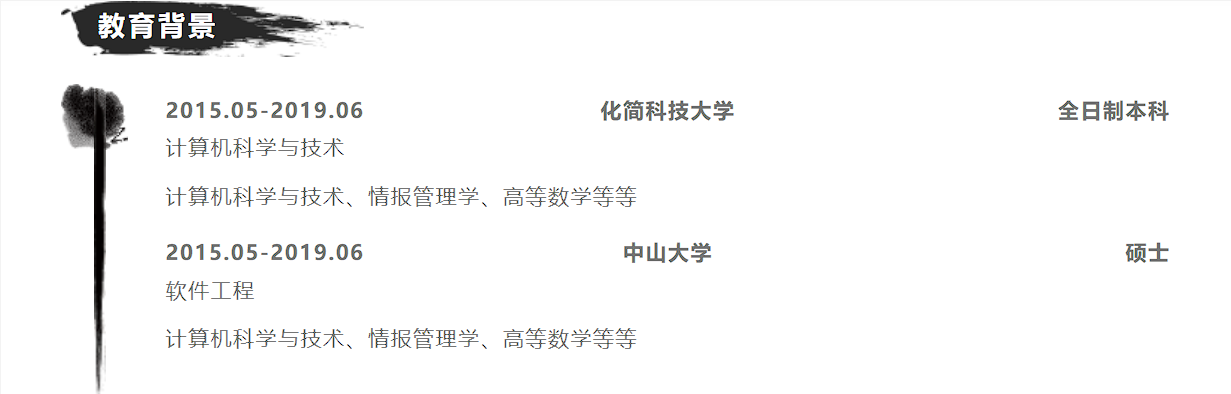 教育背景
2015.05-2019.06 化简科技大学 全日制本科
计算机科学与技术
计算机科学与技术、情报管理学、高等数学等等
2015.05-2019.06 中山大学 硕士
软件工程
计算机科学与技术、情报管理学、高等数学等等